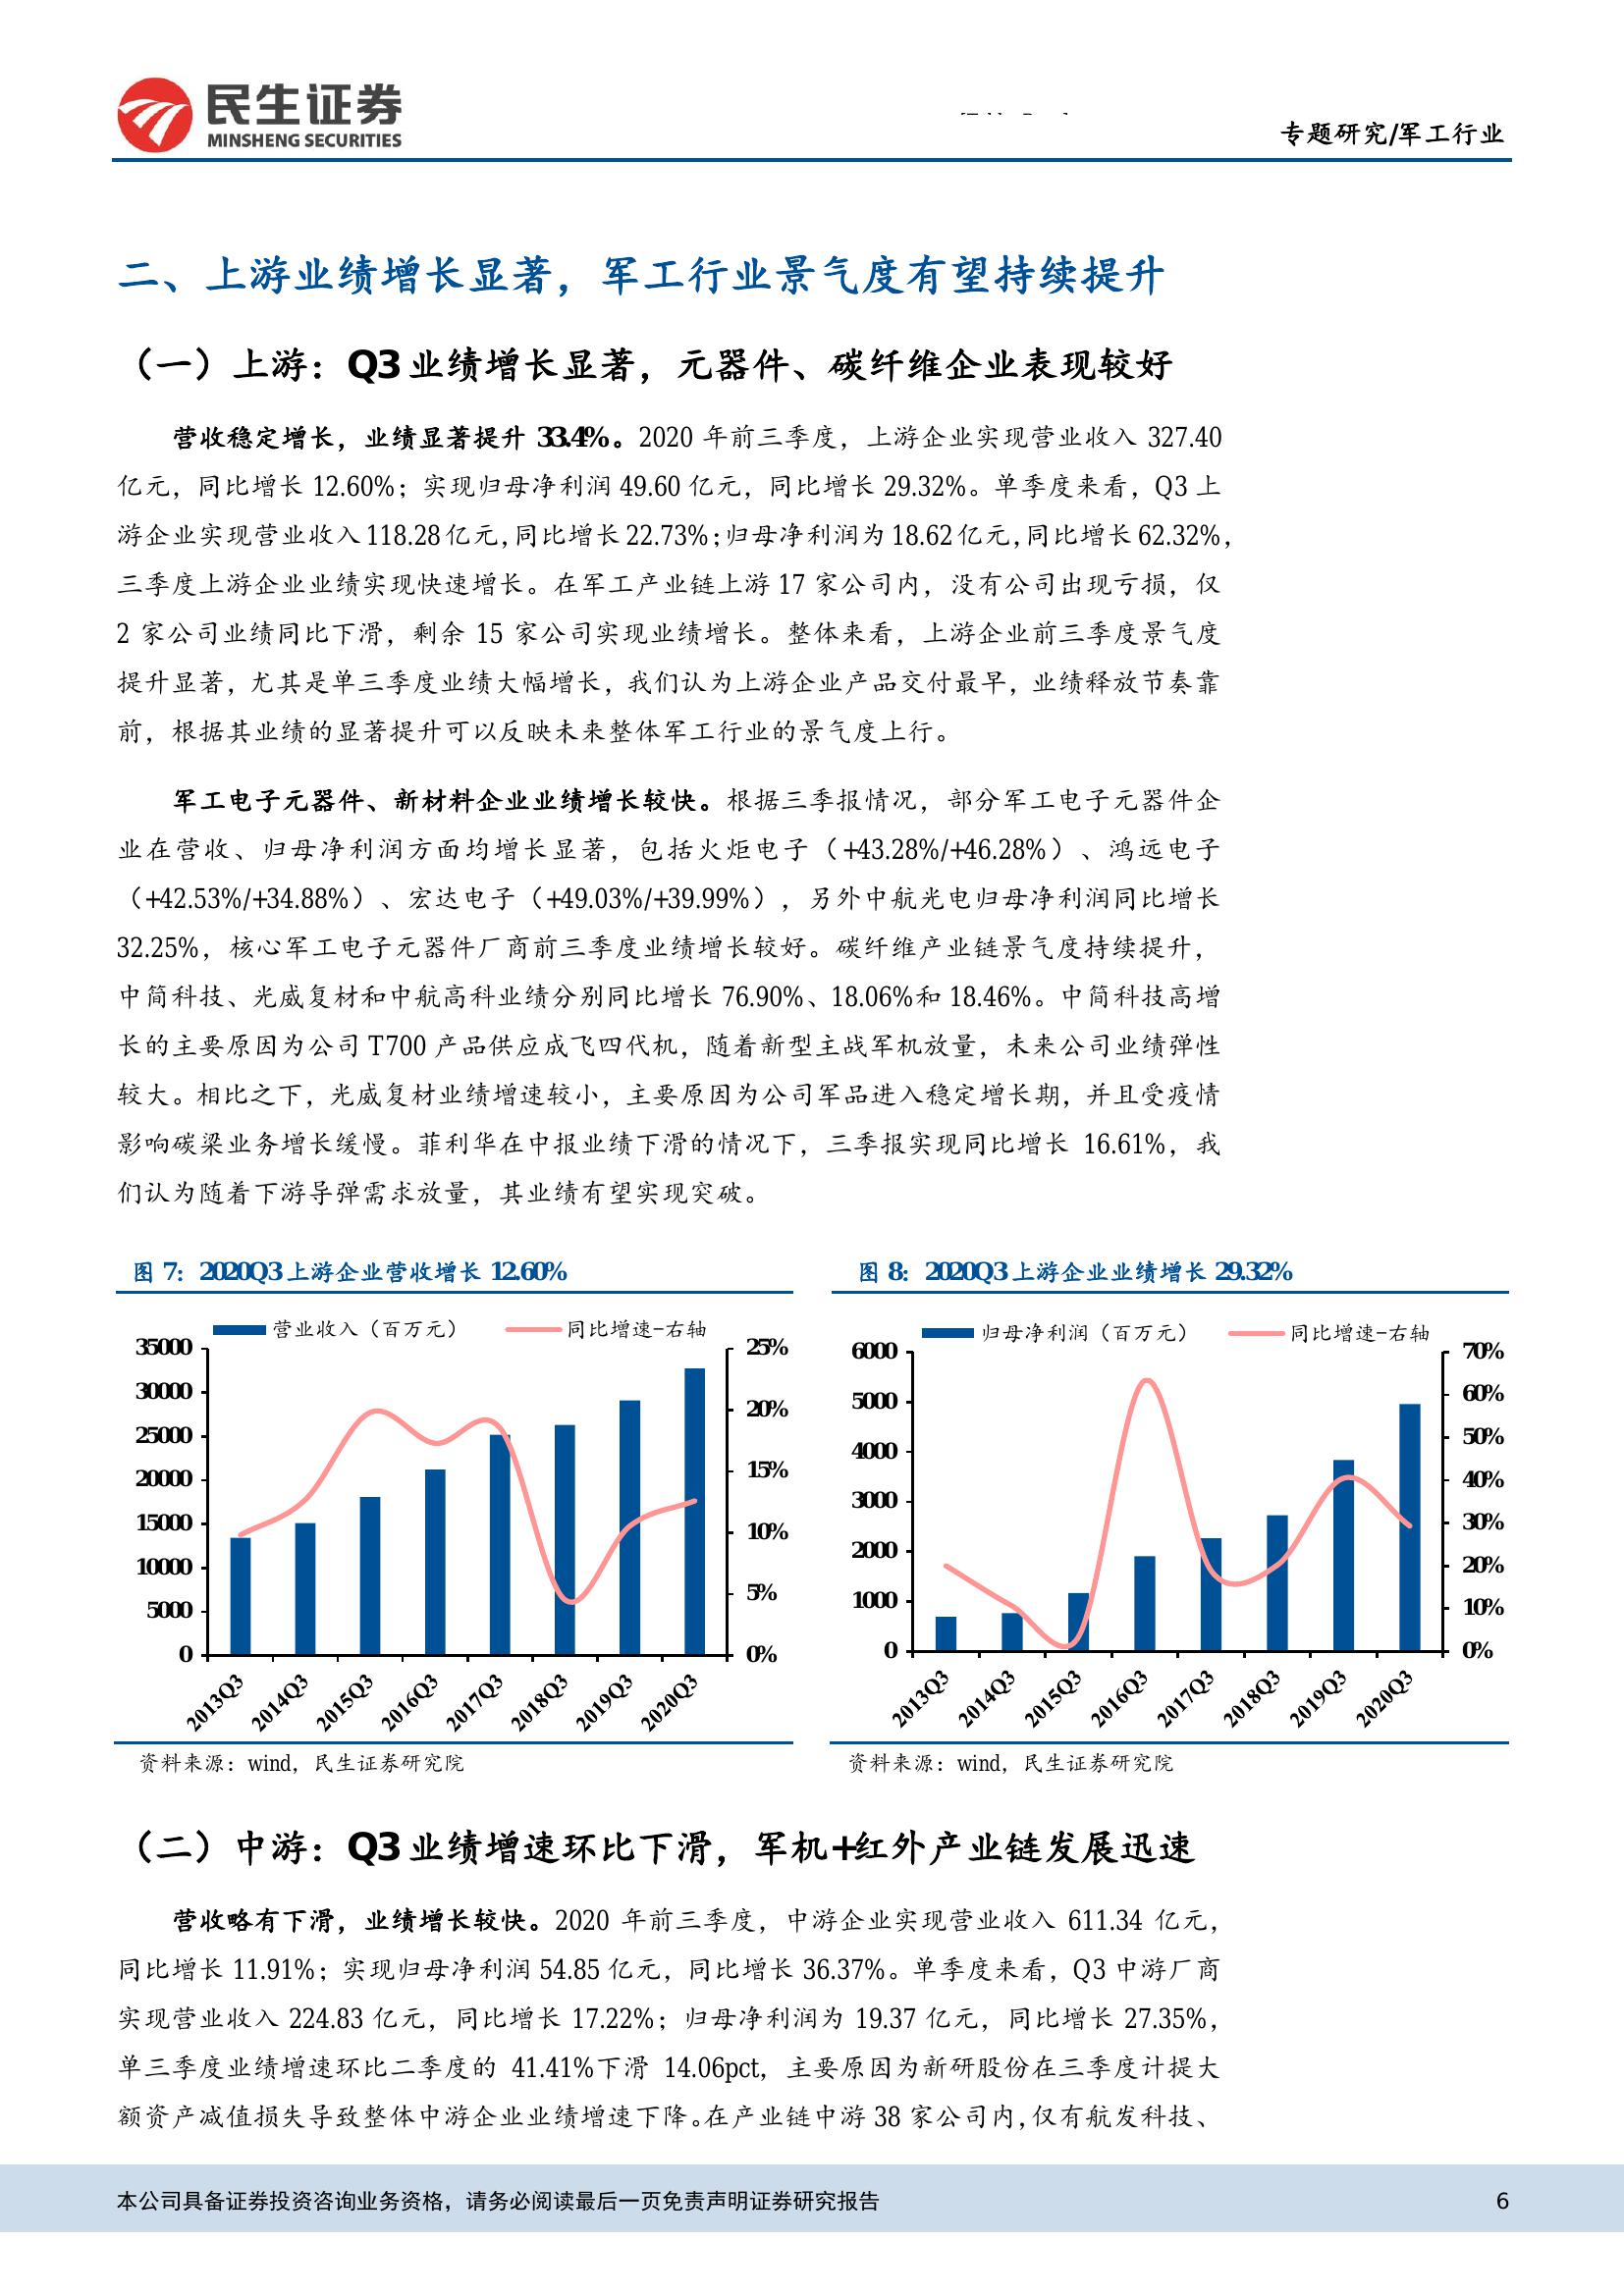 民生证券
MINSHENG SECURITIES
专题研究/军工行业
二、上游业绩增长显著，军工行业景气度有望持续提升
（一）上游：Q3 业绩增长显著，元器件、碳纤维企业表现较好
营收稳定增长，业绩显著提升 33.4%。2020 年前三季度，上游企业实现营业收入 327.40
亿元，同比增长 12.60%；实现归母净利润 49.60 亿元，同比增长 29.32%。单季度来看，Q3 上
游企业实现营业收入 118.28 亿元，同比增长 22.73%；归母净利润为 18.62 亿元，同比增长 62.32%，
三季度上游企业业绩实现快速增长。在军工产业链上游 17 家公司内，没有公司出现亏损，仅
2 家公司业绩同比下滑，剩余 15 家公司实现业绩增长。整体来看，上游企业前三季度景气度
提升显著，尤其是单三季度业绩大幅增长，我们认为上游企业产品交付最早，业绩释放节奏靠
前，根据其业绩的显著提升可以反映未来整体军工行业的景气度上行。
军工电子元器件、新材料企业业绩增长较快。根据三季报情况，部分军工电子元器件企
业在营收、归母净利润方面均增长显著，包括火炬电子（+43.28%/+46.28%）、鸿远电子
（+42.53%/+34.88%）、宏达电子（+49.03%/+39.99%），另外中航光电归母净利润同比增长
32.25%，核心军工电子元器件厂商前三季度业绩增长较好。碳纤维产业链景气度持续提升，
中简科技、光威复材和中航高科业绩分别同比增长 76.90%、18.06%和 18.46%。中简科技高增
长的主要原因为公司 T700 产品供应成飞四代机，随着新型主战军机放量，未来公司业绩弹性
较大。相比之下，光威复材业绩增速较小，主要原因为公司军品进入稳定增长期，并且受疫情
影响碳梁业务增长缓慢。菲利华在中报业绩下滑的情况下，三季报实现同比增长 16.61%，我
们认为随着下游导弹需求放量，其业绩有望实现突破。
图 7：2020Q3 上游企业营收增长 12.60%
营业收入（百万元） 同比增速-右轴
35000
30000
25000
20000
15000
10000
5000
0
25%
20%
15%
10%
5%
0%
2013Q3 2014Q3 2015Q3 2016Q3 2017Q3 2018Q3 2019Q3 2020Q3
资料来源：wind，民生证券研究院
图 8：2020Q3 上游企业业绩增长 29.32%
归母净利润（百万元） 同比增速-右轴
6000
5000
4000
3000
2000
1000
0
70%
60%
50%
40%
30%
20%
10%
0%
2013Q3 2014Q3 2015Q3 2016Q3 2017Q3 2018Q3 2019Q3 2020Q3
资料来源：wind，民生证券研究院
（二）中游：Q3 业绩增速环比下滑，军机+红外产业链发展迅速
营收略有下滑，业绩增长较快。2020 年前三季度，中游企业实现营业收入 611.34 亿元，
同比增长 11.91%；实现归母净利润 54.85 亿元，同比增长 36.37%。单季度来看，Q3 中游厂商
实现营业收入 224.83 亿元，同比增长 17.22%；归母净利润为 19.37 亿元，同比增长 27.35%，
单三季度业绩增速环比二季度的 41.41%下滑 14.06pct，主要原因为新研股份在三季度计提大
额资产减值损失导致整体中游企业业绩增速下降。在产业链中游 38 家公司内，仅有航发科技、
本公司具备证券投资咨询业务资格，请务必阅读最后一页免责声明证券研究报告
6